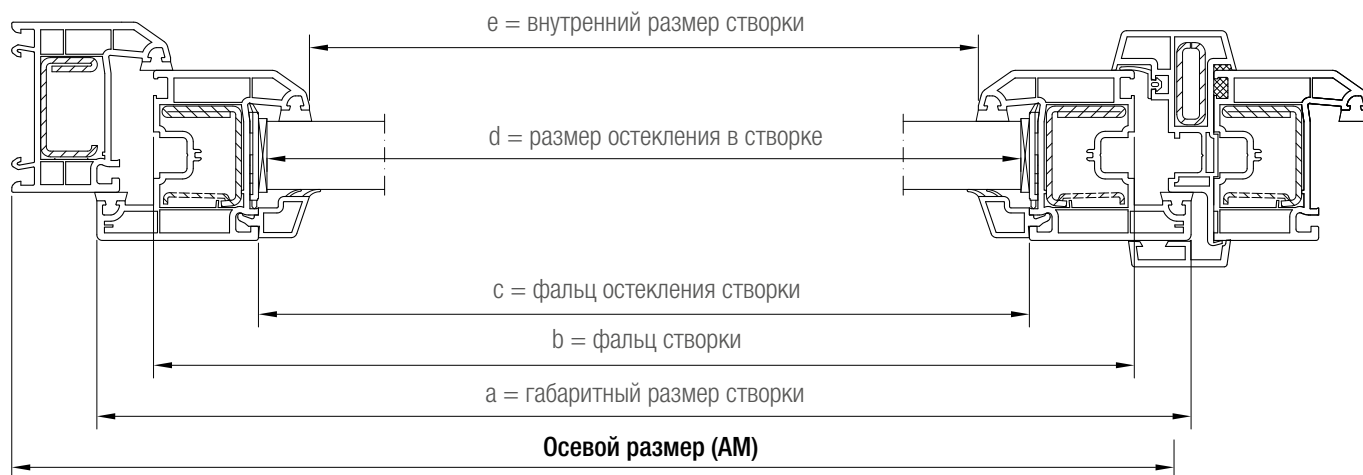 e = внутренний размер створки
d = размер остекления в створке
c = фальц остекления створки
b = фальц створки
a = габаритный размер створки
Осевой размер (AM)